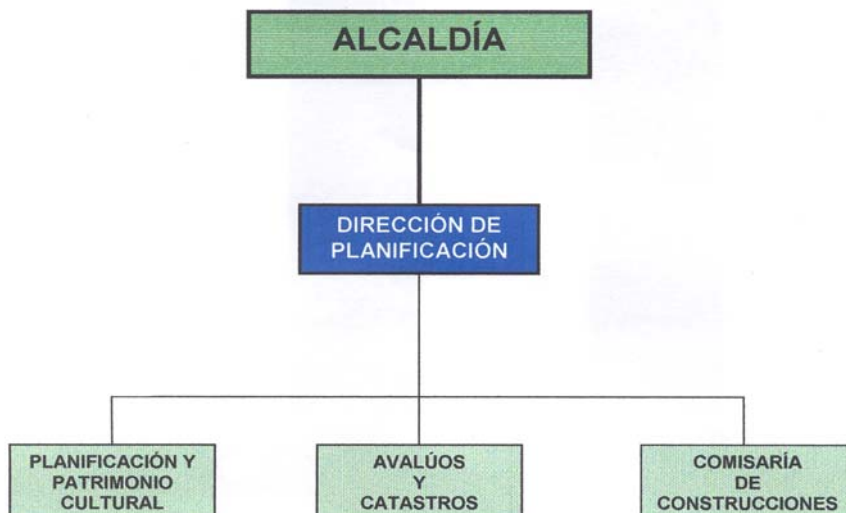 ALCALDÍA
DIRECCIÓN DE
PLANIFICACIÓN
PLANIFICACIÓN Y
PATRIMONIO
CULTURAL
AVALÚOS
Y
CATASTROS
COMISARÍA
DE
CONSTRUCCIONES